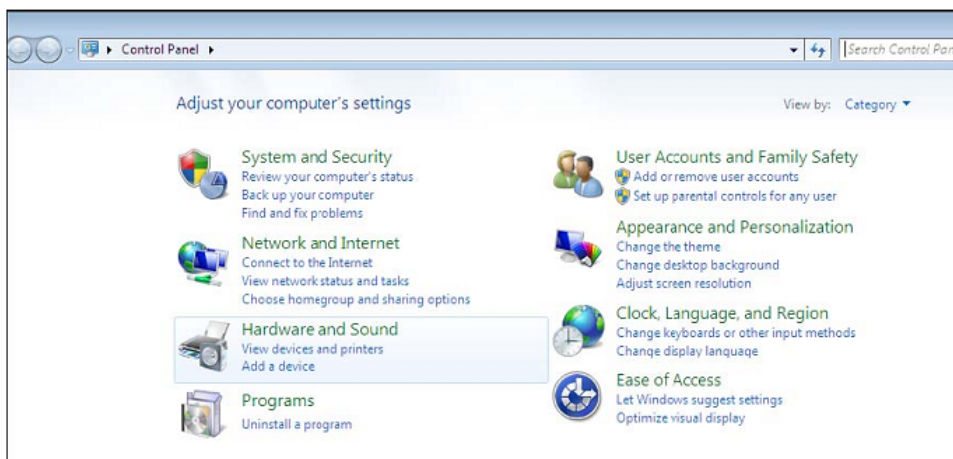 Control Panel
Search Control Pan
Adjust your computer's settings
View by: Category
System and Security
Review your computer's status
Back up your computer
Find and fix problems
Network and Internet
Connect to the Internet
View network status and tasks
Choose homegroup and sharing options
Hardware and Sound
View devices and printers
Add a device
Programs
Uninstall a program
User Accounts and Family Safety
Add or remove user accounts
Set up parental controls for any user
Appearance and Personalization
Change the theme
Change desktop background
Adjust screen resolution
Clock, Language, and Region
Change keyboards or other input methods
Change display language
Ease of Access
Let Windows suggest settings
Optimize visual display